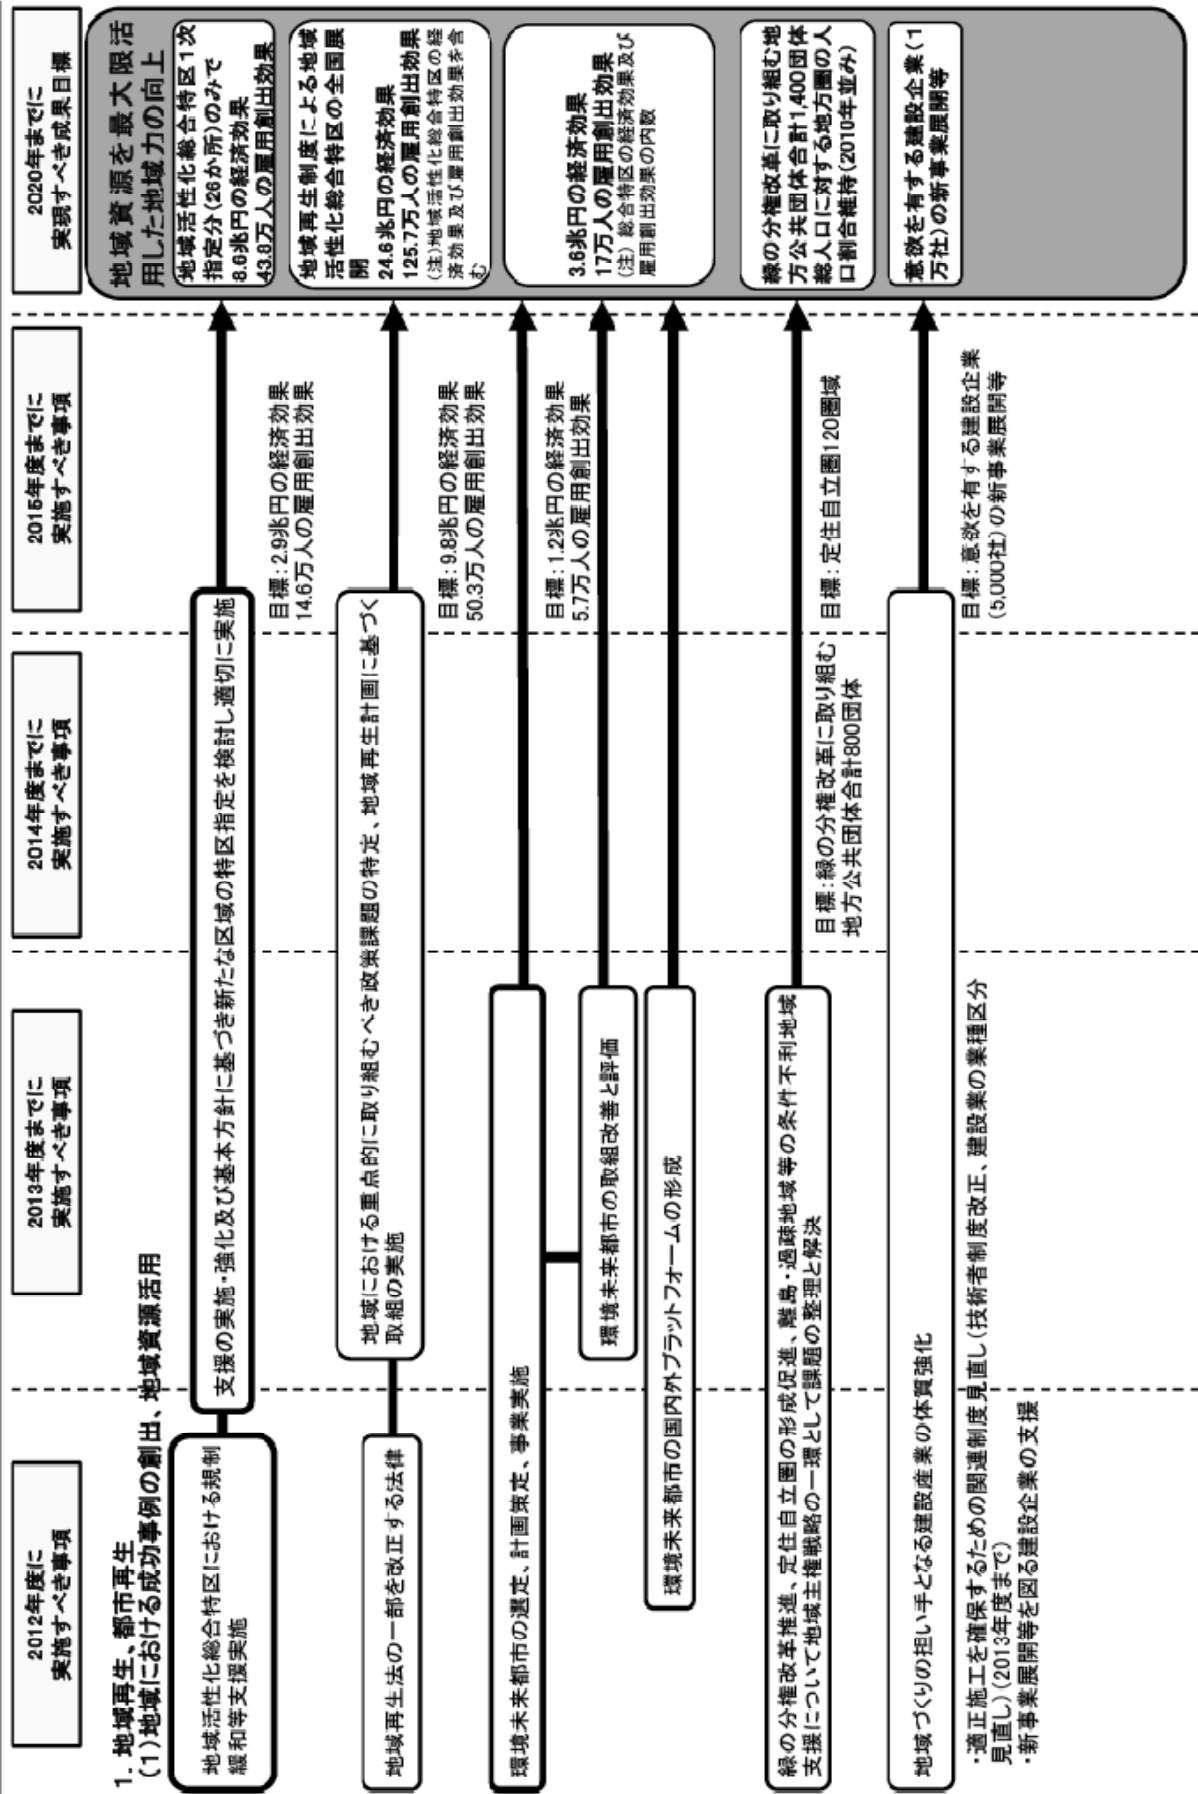 2012年度に
実施すべき事項
2013年度までに
実施すべき事項
2014年度までに
実施すべき事項
2015年度までに
実施すべき事項
2020年までに
実現すべき成果目標
1. 地域再生、都市再生
(1)地域における成功事例の創出、地域資源活用
地域活性化総合特区における規制
緩和等支援実施
支援の実施・強化及び基本方針に基づき新たな区域の特区指定を検討し適切に実施
目標：2.9兆円の経済効果
14.6万人の雇用創出効果
地域再生法の一部を改正する法律
地域における重点的に取り組むべき政策課題の特定、地域再生計画に基づく
取組の実施
目標：9.8兆円の経済効果
50.3万人の雇用創出効果
環境未来都市の選定、計画策定、事業実施
環境未来都市の取組改善と評価
環境未来都市の国内外プラットフォームの形成
目標：1.2兆円の経済効果
5.7万人の雇用創出効果
緑の分権改革推進、定住自立圏の形成促進、離島・過疎地域等の条件不利地域
支援について地域主権戦略の一環として課題の整理と解決
目標：緑の分権改革に取り組む
地方公共団体合計800団体
目標：定住自立圏120圏域
地域づくりの担い手となる建設産業の体質強化
・適正施工を確保するための関連制度見直し(技術者制度改正、建設業の業種区分
見直し)(2013年度まで)
・新事業展開等を図る建設企業の支援
目標：意欲を有する建設企業
(5,000社)の新事業展開等
地域資源を最大限活
用した地域力の向上
地域活性化総合特区1次
指定分(26か所)のみで
8.6兆円の経済効果
43.8万人の雇用創出効果
地域再生制度による地域
活性化総合特区の全国展
開
24.6兆円の経済効果
125.7万人の雇用創出効果
(注)地域活性化総合特区の経
済効果及び雇用創出効果を含
む
3.6兆円の経済効果
17万人の雇用創出効果
(注) 総合特区の経済効果及び
雇用創出効果の内数
緑の分権改革に取り組む地
方公共団体合計1,400団体
総人口に対する地方圏の人
口割合維持(2010年並み)
意欲を有する建設企業(1
万社)の新事業展開等